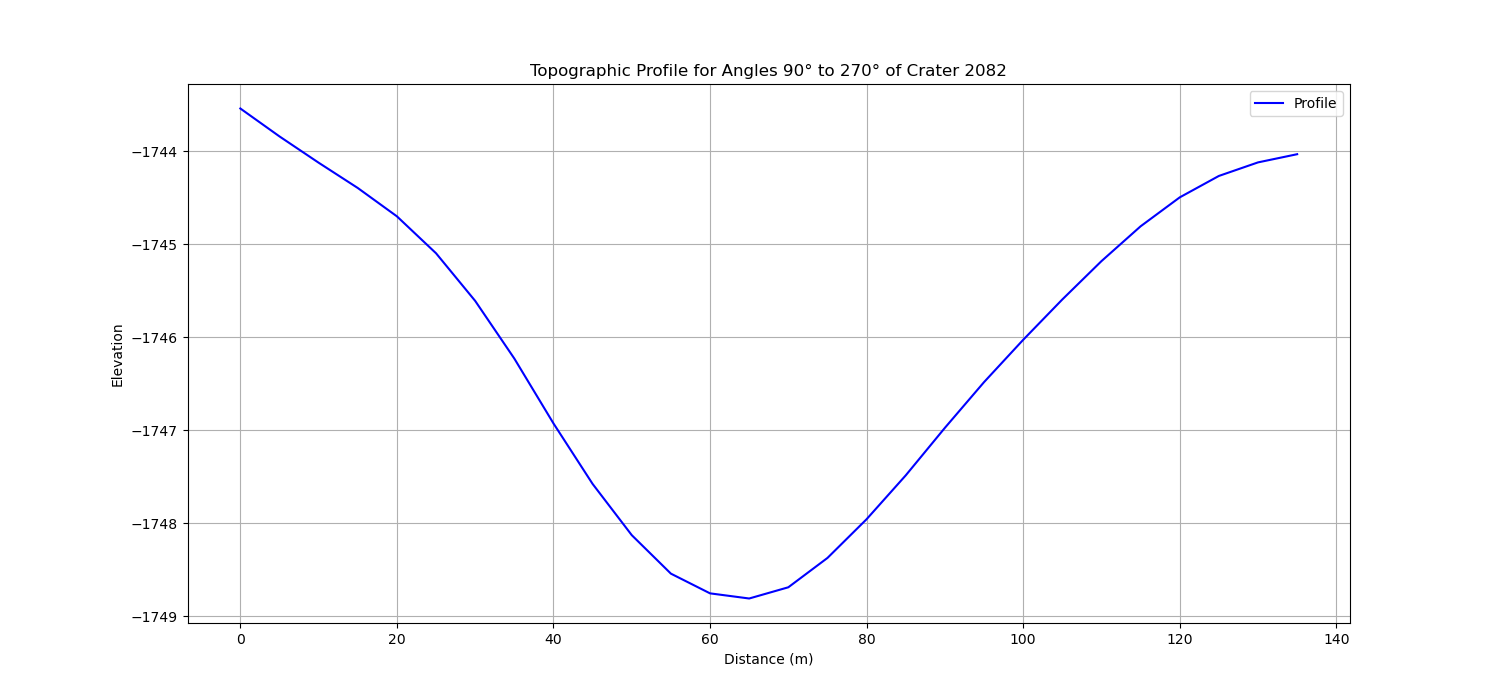 Topographic Profile for Angles 90° to 270° of Crater 2082
Profile
−1744
−1745
−1746
−1747
−1748
−1749
Elevation
0 20 40 60 80 100 120 140
Distance (m)